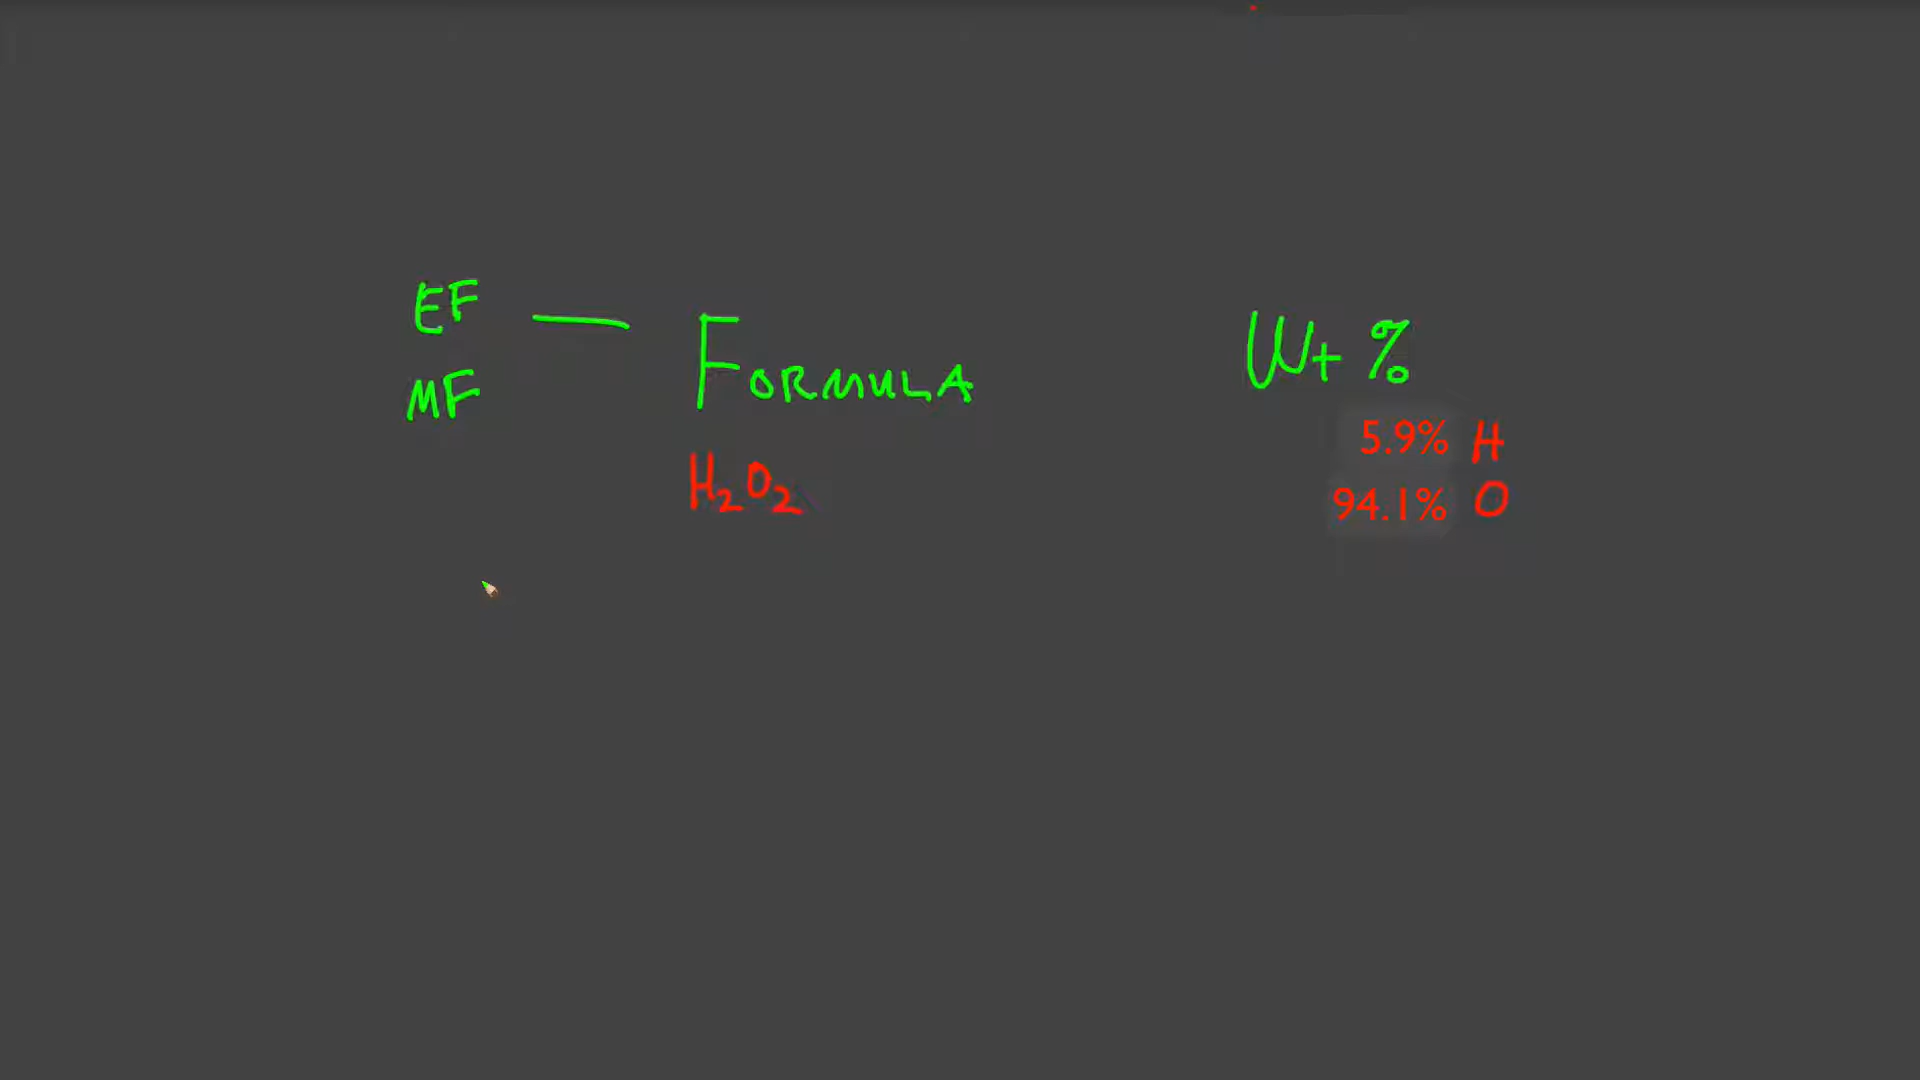 EF — FORMULA
MF
H₂O₂
Wt %
5.9% H
94.1% O